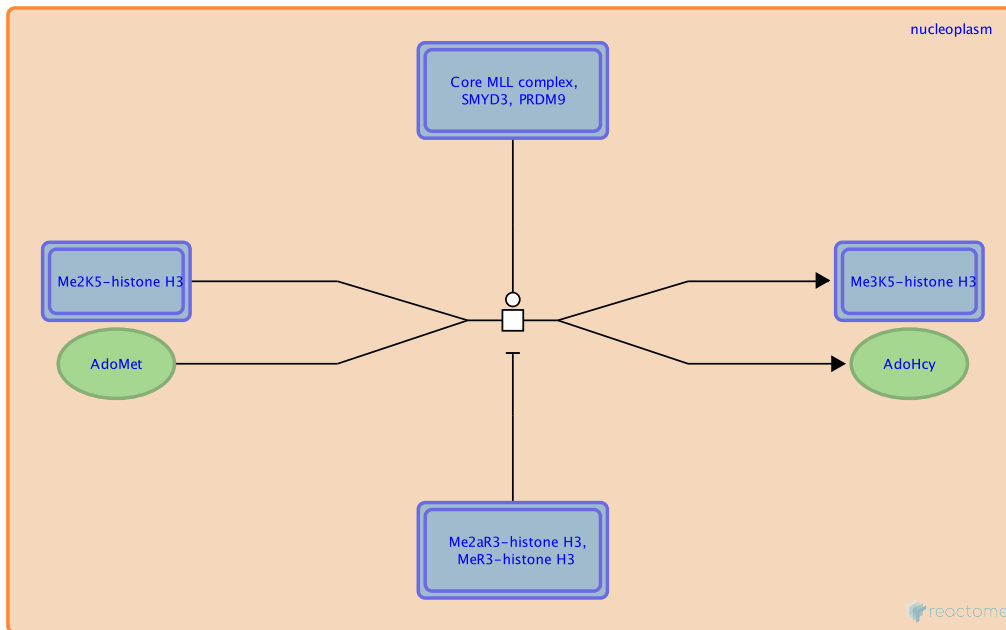 nucleoplasm
Core MLL complex,
SMYD3, PRDM9
Me2K5-histone H3
Me3K5-histone H3
AdoMet
AdoHcy
Me2aR3-histone H3,
MeR3-histone H3
reactome